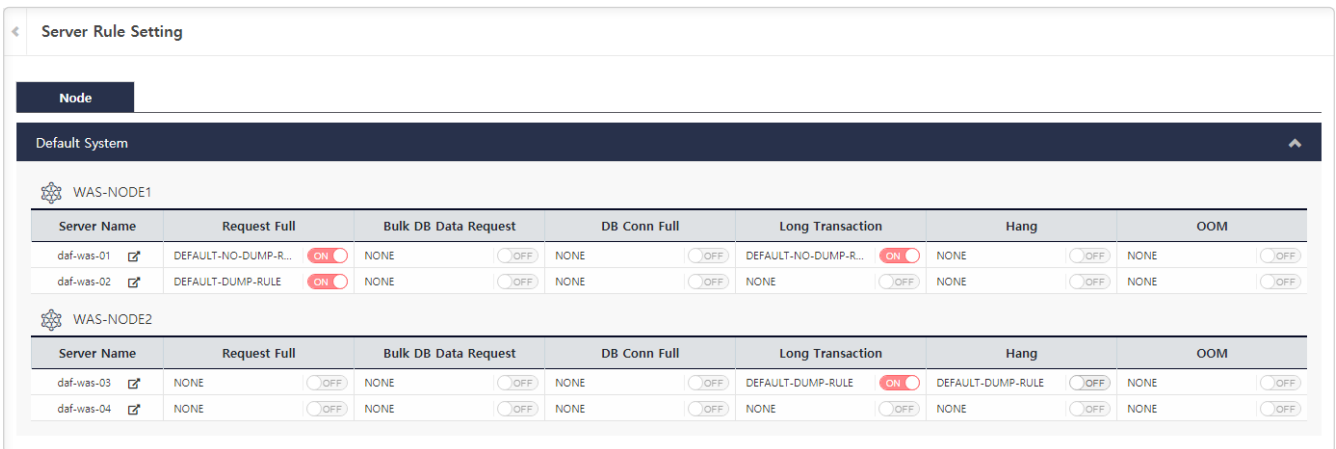 Server Rule Setting
Node
Default System
WAS-NODE1
Server Name Request Full Bulk DB Data Request DB Conn Full Long Transaction Hang OOM
daf-was-01 DEFAULT-NO-DUMP-R... ON NONE OFF NONE OFF DEFAULT-NO-DUMP-R... ON NONE OFF NONE OFF
daf-was-02 DEFAULT-DUMP-RULE ON NONE OFF NONE OFF NONE OFF NONE OFF NONE OFF
WAS-NODE2
Server Name Request Full Bulk DB Data Request DB Conn Full Long Transaction Hang OOM
daf-was-03 NONE OFF NONE OFF NONE OFF DEFAULT-DUMP-RULE ON DEFAULT-DUMP-RULE OFF NONE OFF
daf-was-04 NONE OFF NONE OFF NONE OFF NONE OFF NONE OFF NONE OFF